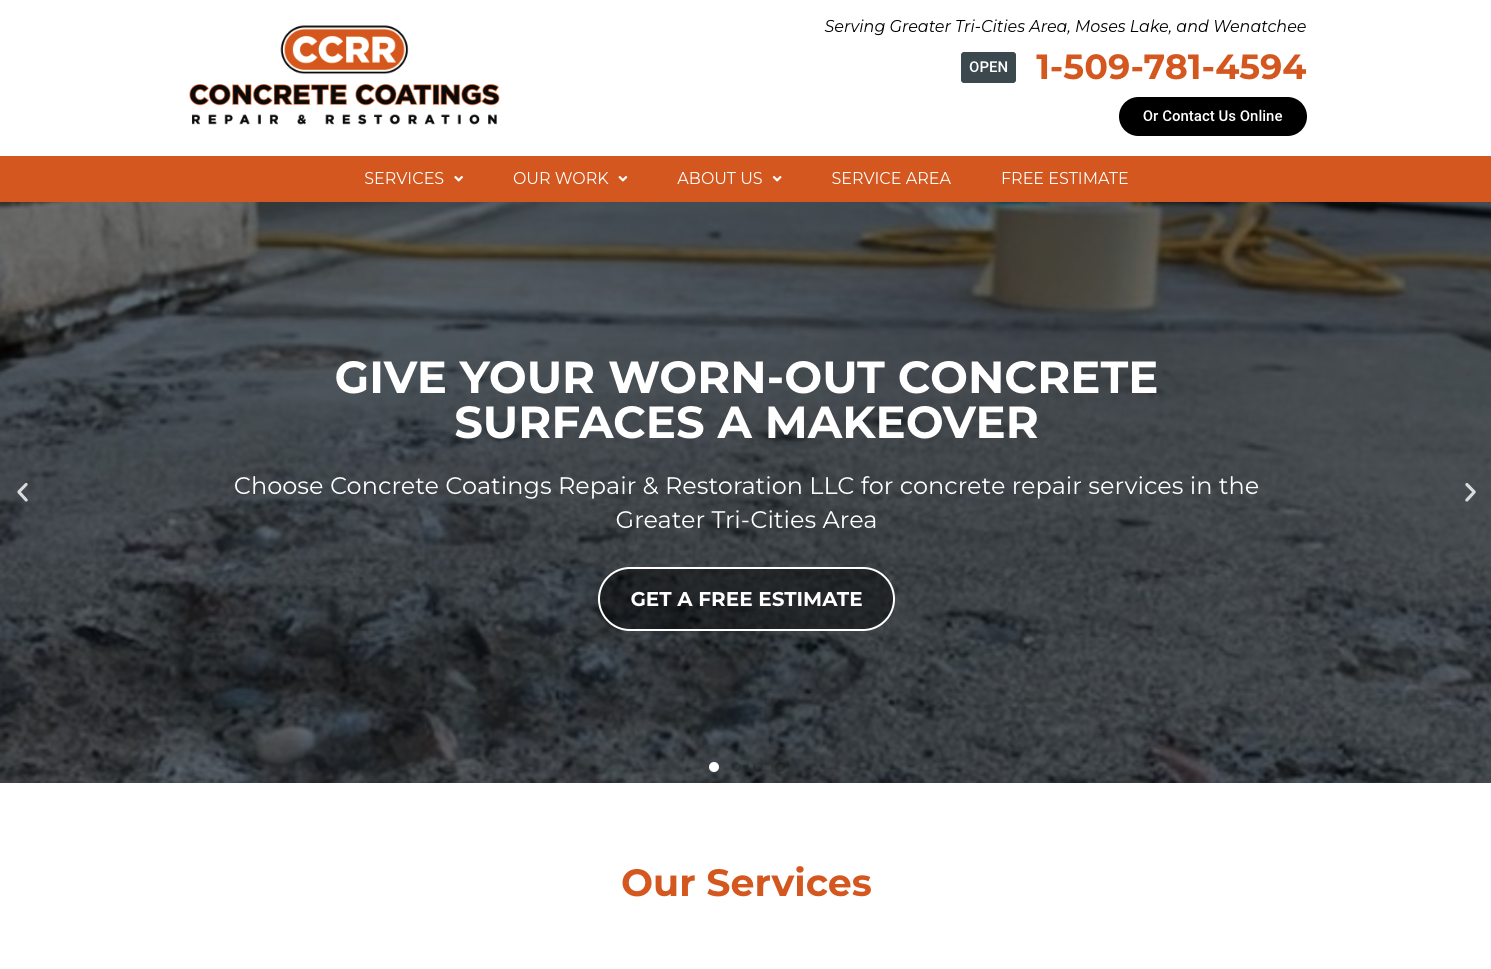 CCRR
CONCRETE COATINGS
REPAIR & RESTORATION
Serving Greater Tri-Cities Area, Moses Lake, and Wenatchee
OPEN 1-509-781-4594
Or Contact Us Online
SERVICES OUR WORK ABOUT US SERVICE AREA FREE ESTIMATE
GIVE YOUR WORN-OUT CONCRETE
SURFACES A MAKEOVER
Choose Concrete Coatings Repair & Restoration LLC for concrete repair services in the
Greater Tri-Cities Area
GET A FREE ESTIMATE
Our Services